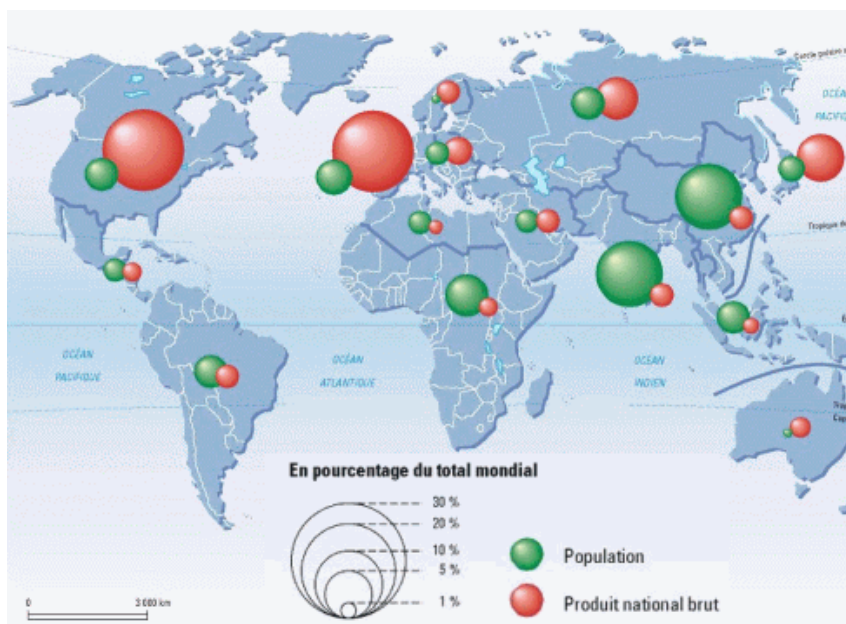 Cercle polaire
OCÉAN
PACIFIQUE
Tropique du
OCÉAN
PACIFIQUE
OCÉAN
ATLANTIQUE
OCÉAN
INDIEN
En pourcentage du total mondial
30 %
20 %
10 %
5 %
1 %
Population
Produit national brut
0
3 000 km